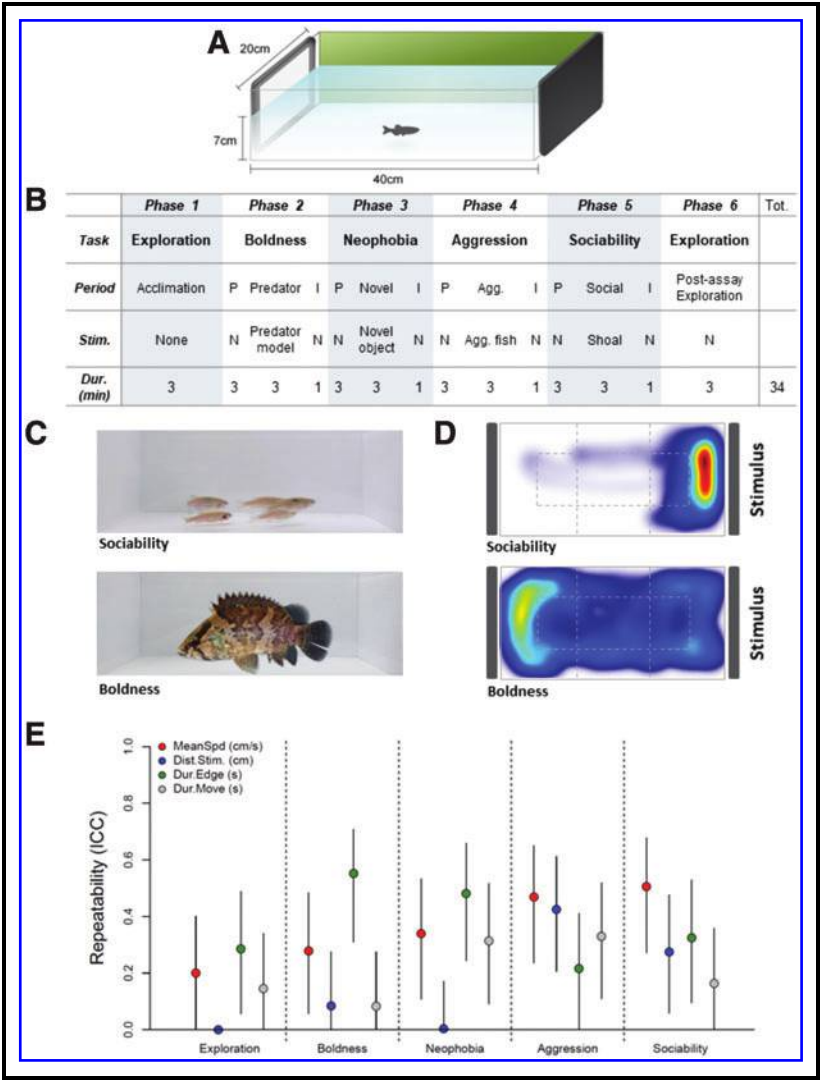 A
20cm
7cm
40cm
B
Phase 1 Phase 2 Phase 3 Phase 4 Phase 5 Phase 6 Tot.
Task Exploration Boldness Neophobia Aggression Sociability Exploration
Period Acclimation P Predator I P Novel I P Agg. I P Social I Post-assay Exploration
Stim. None N Predator model N N Novel object N N Agg. fish N N Shoal N N
Dur. (min) 3 3 3 1 3 3 1 3 3 1 3 3 1 3 34
C
Sociability
Boldness
D
Stimulus
Sociability
Stimulus
Boldness
E
MeanSpd (cm/s)
Dist.Stim. (cm)
Dur.Edge (s)
Dur.Move (s)
Repeatability (ICC)
1.0
0.8
0.6
0.4
0.2
0.0
Exploration Boldness Neophobia Aggression Sociability